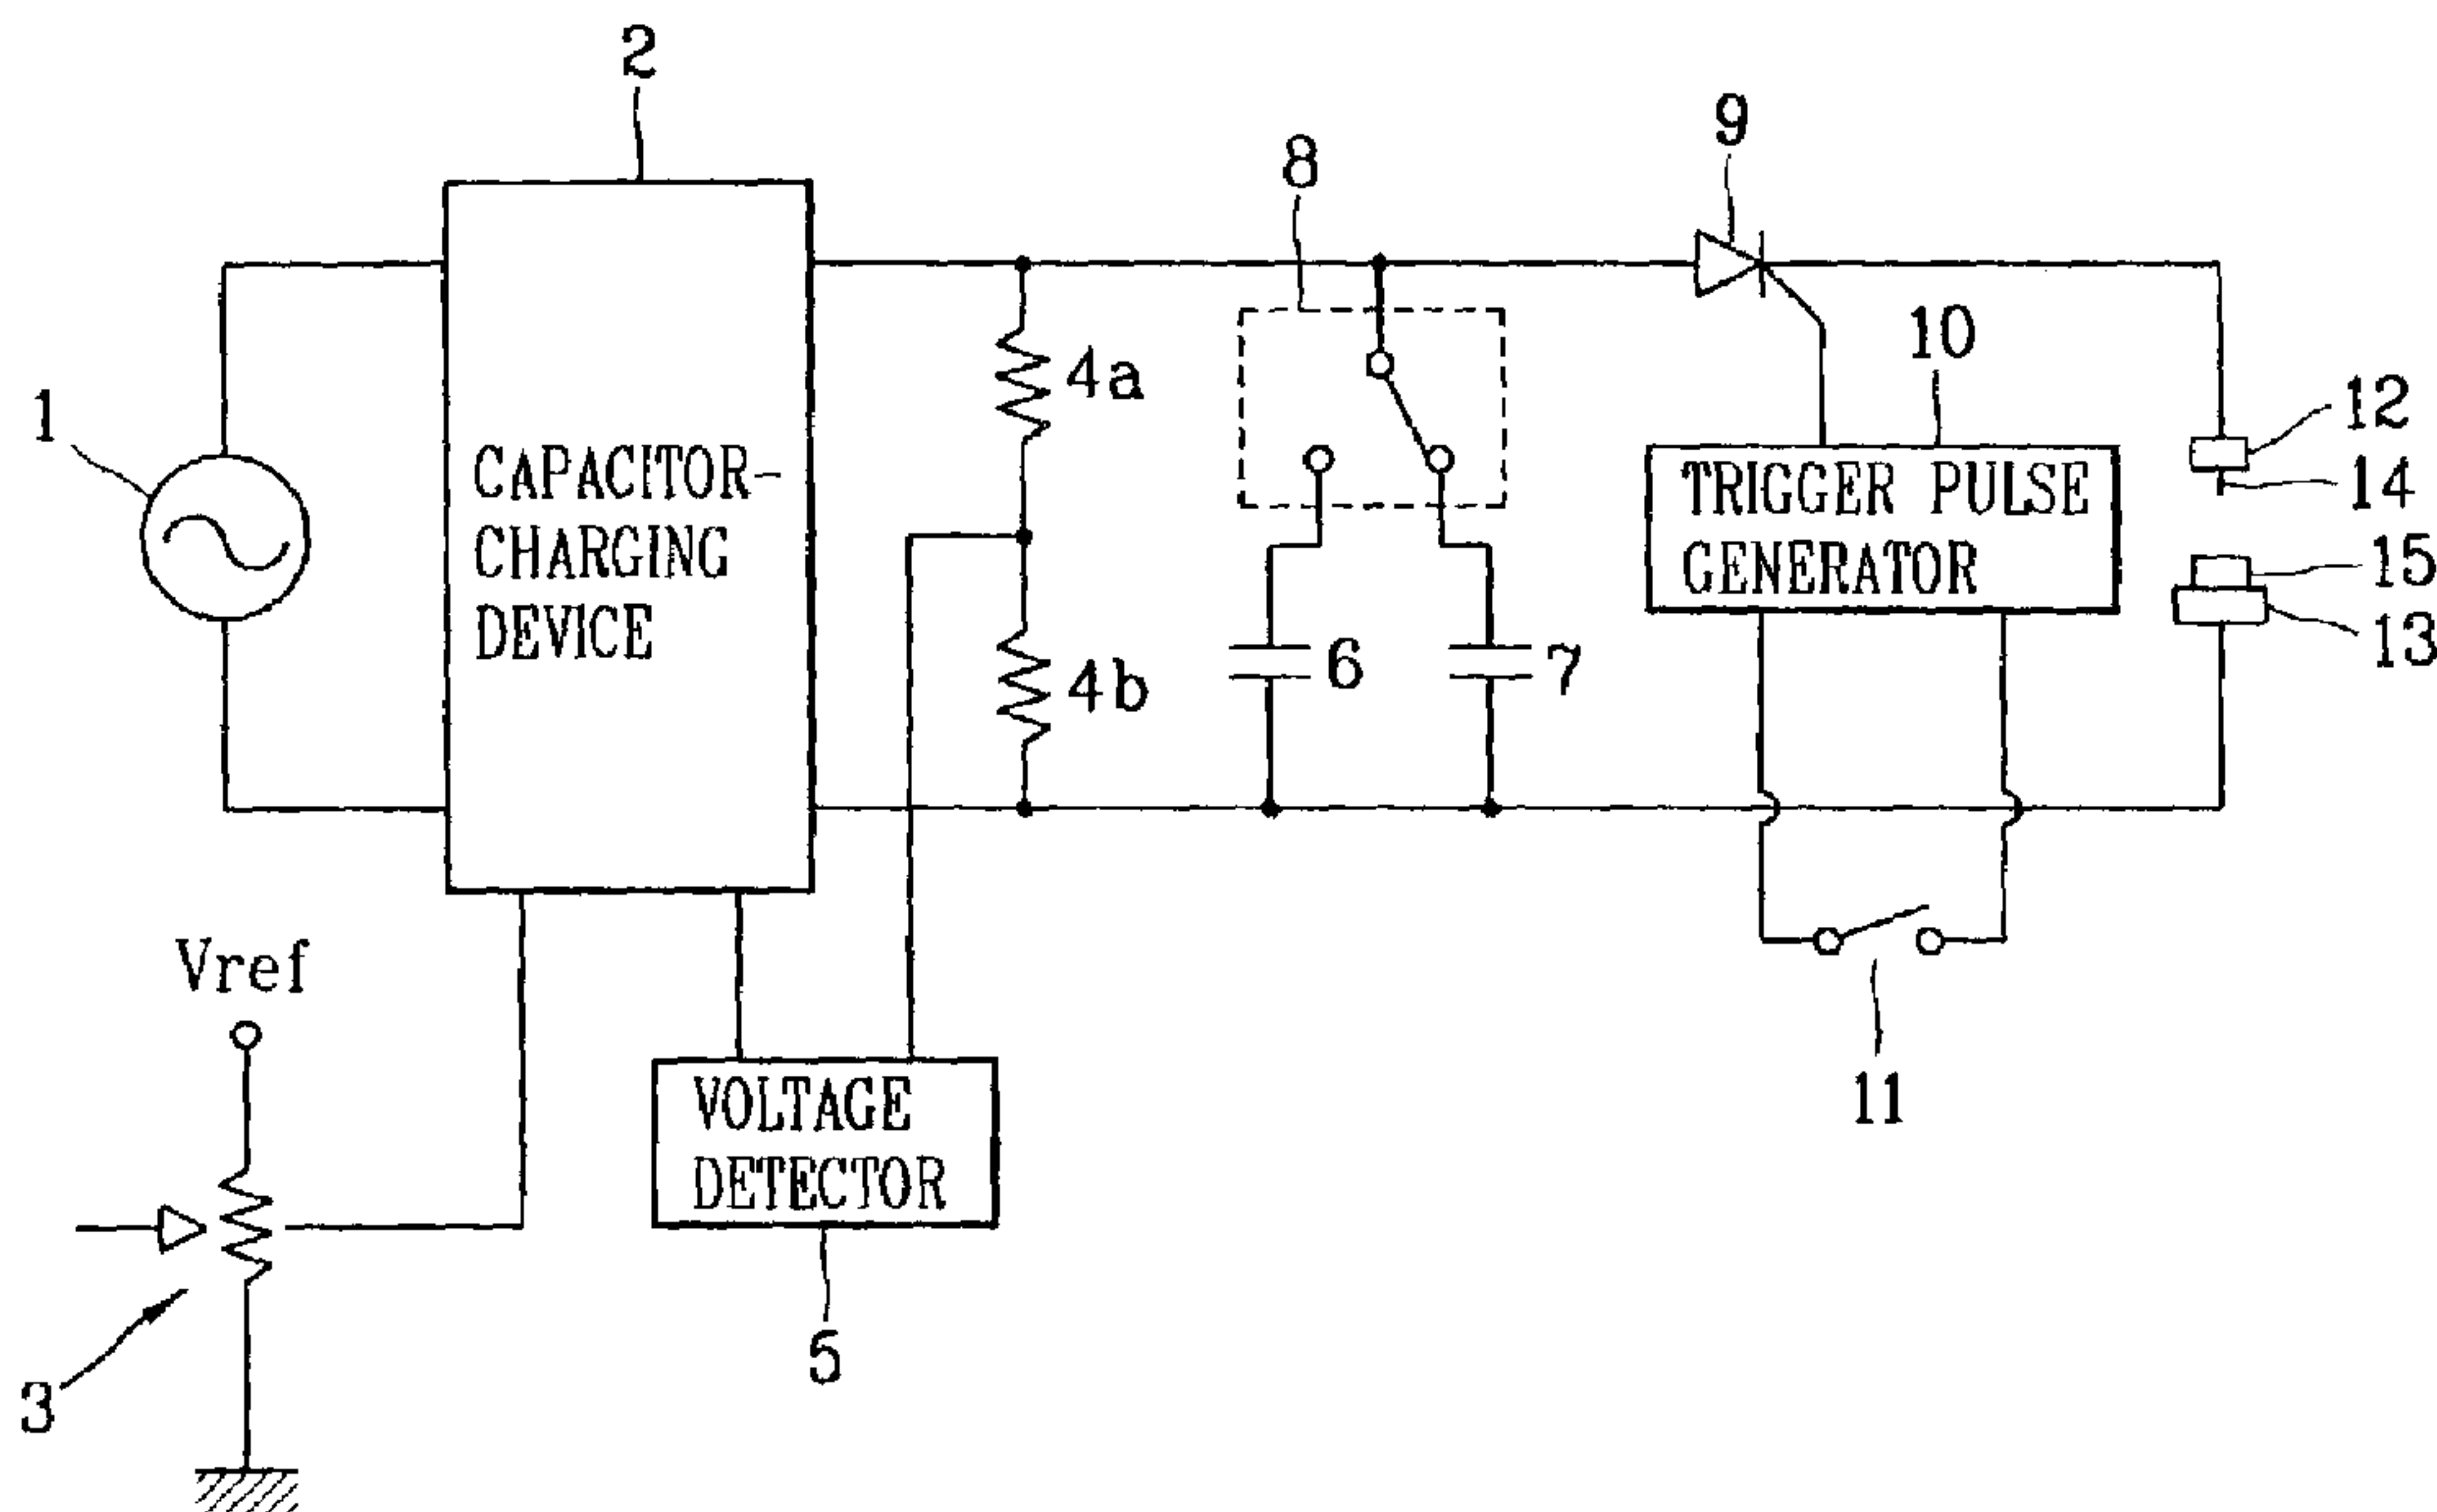 2
9
8
10
1
4a
12
CAPACITOR-
CHARGING
DEVICE
TRIGGER PULSE
GENERATOR
14
15
13
6
7
4b
Vref
VOLTAGE
DETECTOR
11
5
3